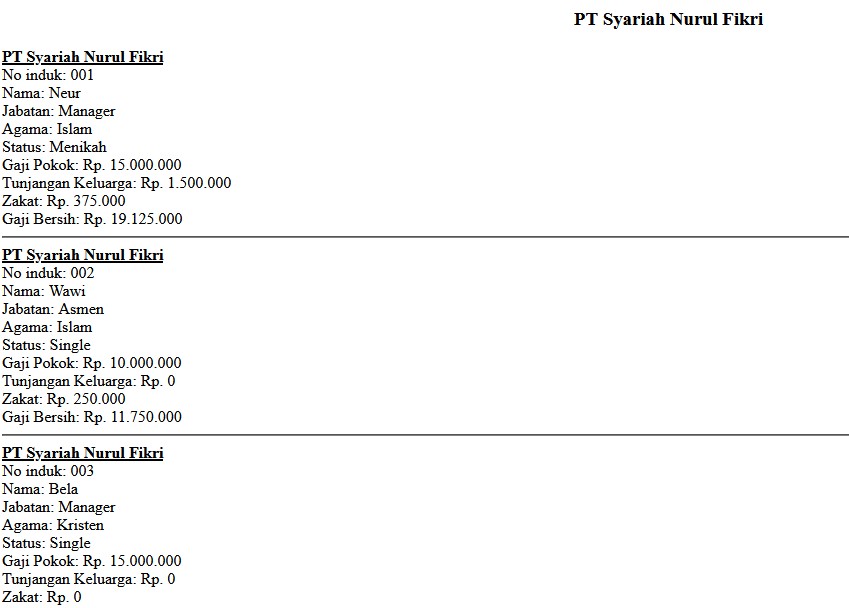 PT Syariah Nurul Fikri
PT Syariah Nurul Fikri
No induk: 001
Nama: Neur
Jabatan: Manager
Agama: Islam
Status: Menikah
Gaji Pokok: Rp. 15.000.000
Tunjangan Keluarga: Rp. 1.500.000
Zakat: Rp. 375.000
Gaji Bersih: Rp. 19.125.000
PT Syariah Nurul Fikri
No induk: 002
Nama: Wawi
Jabatan: Asmen
Agama: Islam
Status: Single
Gaji Pokok: Rp. 10.000.000
Tunjangan Keluarga: Rp. 0
Zakat: Rp. 250.000
Gaji Bersih: Rp. 11.750.000
PT Syariah Nurul Fikri
No induk: 003
Nama: Bela
Jabatan: Manager
Agama: Kristen
Status: Single
Gaji Pokok: Rp. 15.000.000
Tunjangan Keluarga: Rp. 0
Zakat: Rp. 0